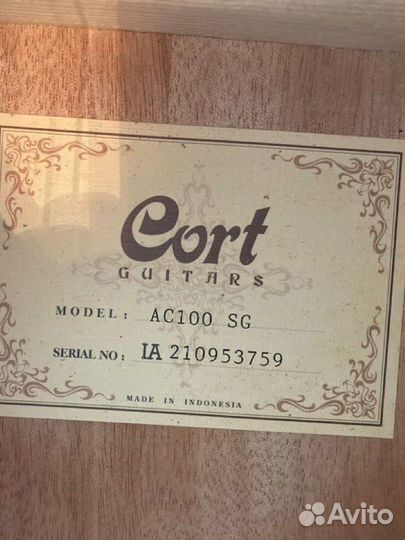 Cort
GUITARS
MODEL: AC100 SG
SERIAL NO: IA 210953759
MADE IN INDONESIA
Avito